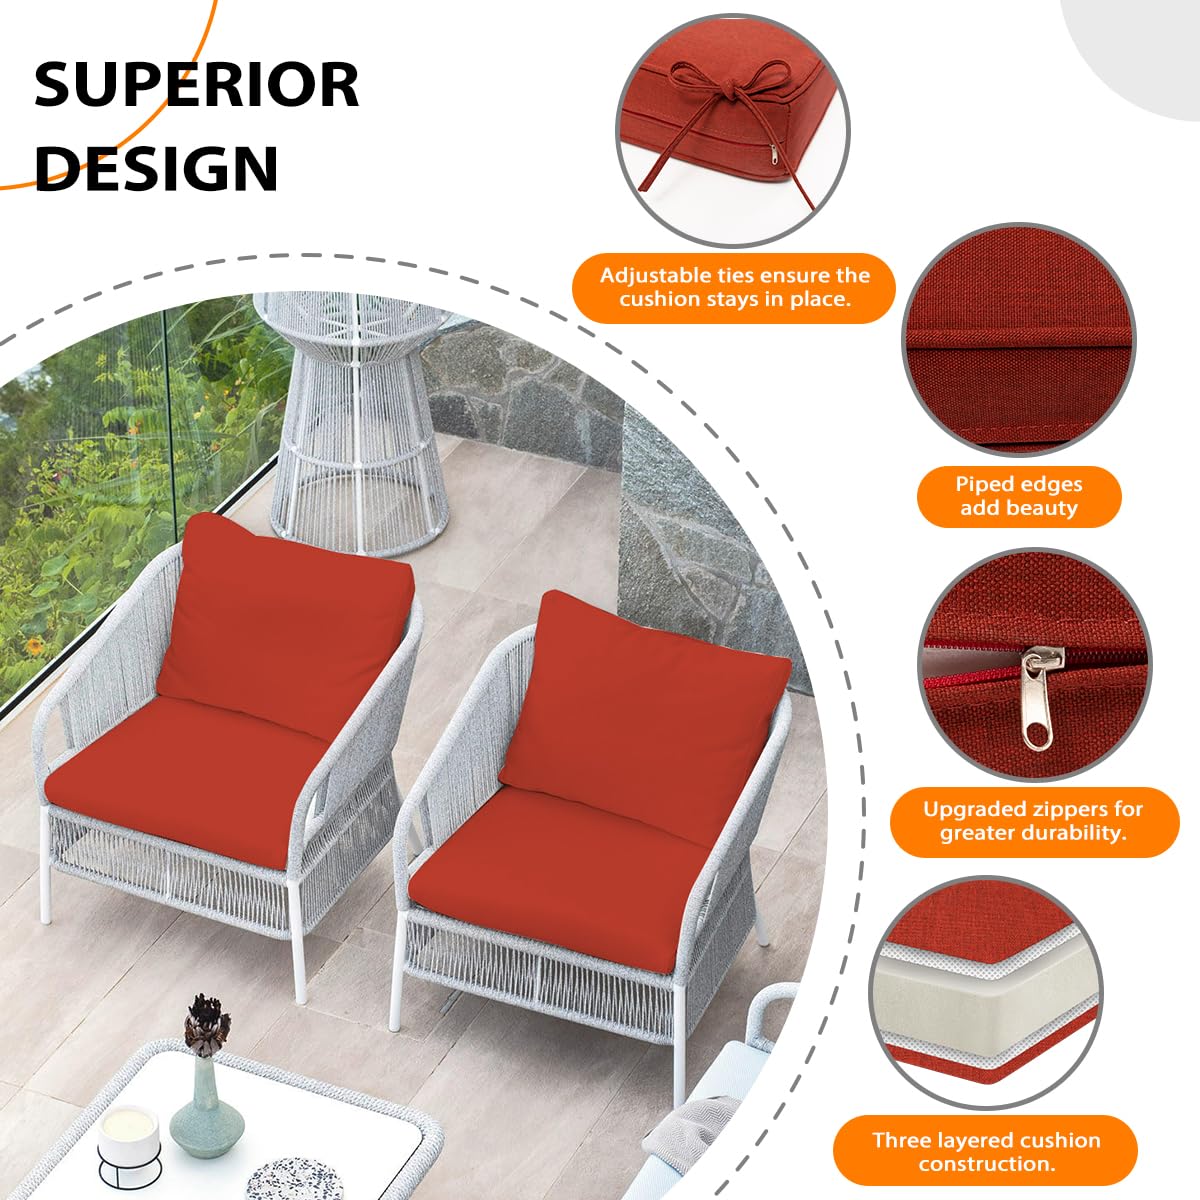 SUPERIOR
DESIGN
Adjustable ties ensure the
cushion stays in place.
Piped edges
add beauty
Upgraded zippers for
greater durability.
Three layered cushion
construction.